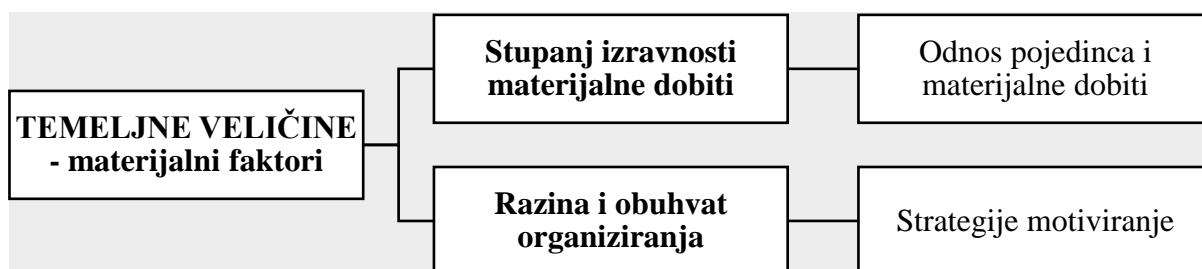 TEMELJNE VELIČINE
- materijalni faktori
Stupanj izravnosti
materijalne dobiti
Odnos pojedinca i
materijalne dobiti
Razina i obuhvat
organiziranja
Strategije motiviranje